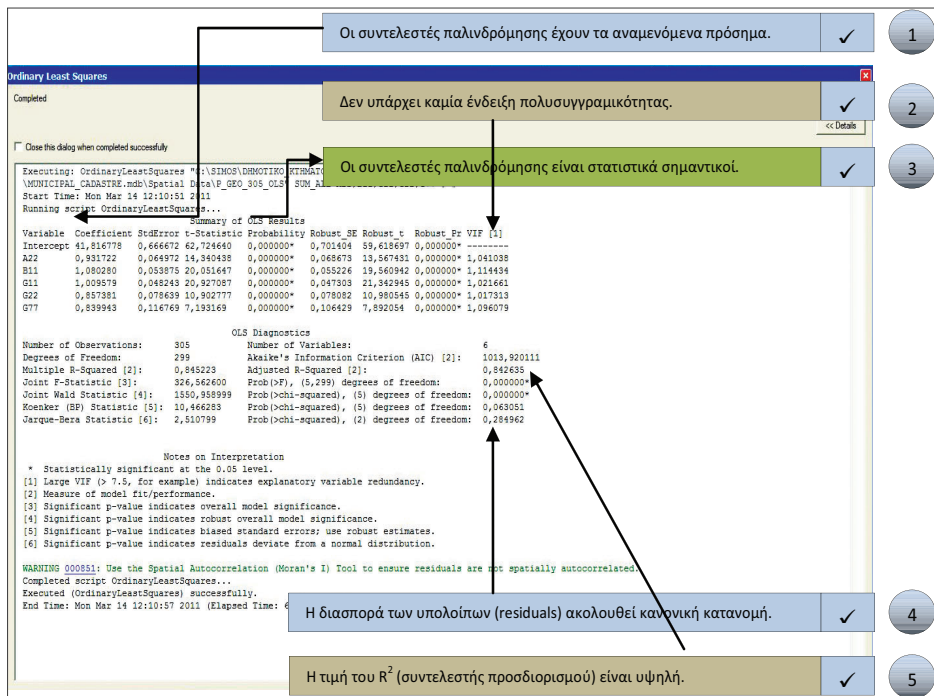 Οι συντελεστές παλινδρόμησης έχουν τα αναμενόμενα πρόσημα. ✓ 1
Ordinary Least Squares
Completed
Δεν υπάρχει καμία ένδειξη πολυσυγγραμικότητας. ✓ 2
<< Details
Close this dialog when completed successfully
Οι συντελεστές παλινδρόμησης είναι στατιστικά σημαντικοί. ✓ 3
Executing: OrdinaryLeastSquares "C:\SIMOS\DHMOTIKO_KTHMATO
\MUNICIPAL_CADASTRE.mdb\Spatial Data\P_GEO_305_OLS"
Start Time: Mon Mar 14 12:10:51 2011
Running script OrdinaryLeastSquares...
Summary of OLS Results
Variable Coefficient StdError t-Statistic Probability Robust_SE Robust_t Robust_Pr VIF [1]
Intercept 41,816778 0,666672 62,724640 0,000000* 0,701404 59,618697 0,000000* --------
A22 0,931722 0,064972 14,340438 0,000000* 0,068673 13,567431 0,000000* 1,041038
B11 1,080280 0,053875 20,051647 0,000000* 0,055226 19,560942 0,000000* 1,114434
G11 1,009579 0,048243 20,927087 0,000000* 0,047303 21,342945 0,000000* 1,021661
G22 0,857381 0,078639 10,902777 0,000000* 0,078082 10,980545 0,000000* 1,017313
G77 0,839943 0,116769 7,193169 0,000000* 0,106429 7,892054 0,000000* 1,096079
OLS Diagnostics
Number of Observations: 305 Number of Variables: 6
Degrees of Freedom: 299 Akaike's Information Criterion (AIC) [2]: 1013,920111
Multiple R-Squared [2]: 0,845223 Adjusted R-Squared [2]: 0,842635
Joint F-Statistic [3]: 326,562600 Prob(>F), (5,299) degrees of freedom: 0,000000*
Joint Wald Statistic [4]: 1550,958999 Prob(>chi-squared), (5) degrees of freedom: 0,000000*
Koenker (BP) Statistic [5]: 10,466283 Prob(>chi-squared), (5) degrees of freedom: 0,063051
Jarque-Bera Statistic [6]: 2,510799 Prob(>chi-squared), (2) degrees of freedom: 0,284962
Notes on Interpretation
* Statistically significant at the 0.05 level.
[1] Large VIF (> 7.5, for example) indicates explanatory variable redundancy.
[2] Measure of model fit/performance.
[3] Significant p-value indicates overall model significance.
[4] Significant p-value indicates robust overall model significance.
[5] Significant p-value indicates biased standard errors; use robust estimates.
[6] Significant p-value indicates residuals deviate from a normal distribution.
WARNING 000851: Use the Spatial Autocorrelation (Moran's I) Tool to ensure residuals are not spatially autocorrelated.
Completed script OrdinaryLeastSquares...
Executed (OrdinaryLeastSquares) successfully.
End Time: Mon Mar 14 12:10:57 2011 (Elapsed Time: 6
Η διασπορά των υπολοίπων (residuals) ακολουθεί κανονική κατανομή. ✓ 4
Η τιμή του R² (συντελεστής προσδιορισμού) είναι υψηλή. ✓ 5